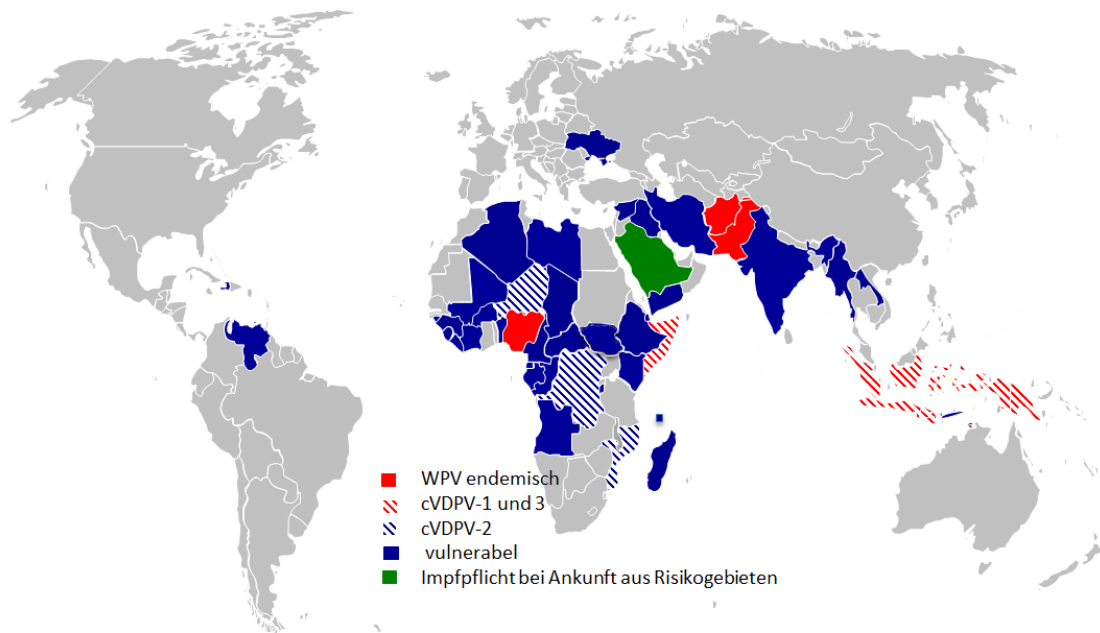 WPV endemisch
cVDPV-1 und 3
cVDPV-2
vulnerabel
Impfpflicht bei Ankunft aus Risikogebieten